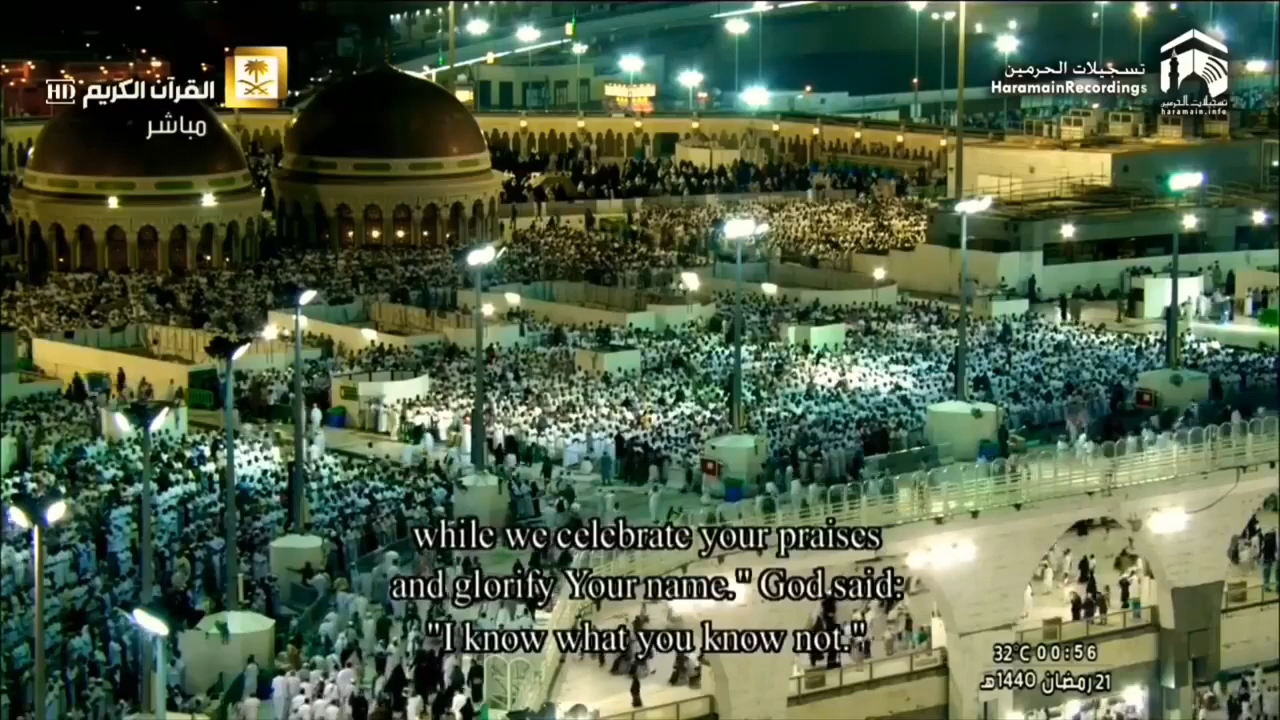 HD القرآن الكريم
مباشر
تسجيلات الحرمين
HaramainRecordings
تسجيلات الحرمين
haramain.info
while we celebrate your praises
and glorify Your name." God said:
"I know what you know not."
32°C 00:56
21 رمضان 1440هـ